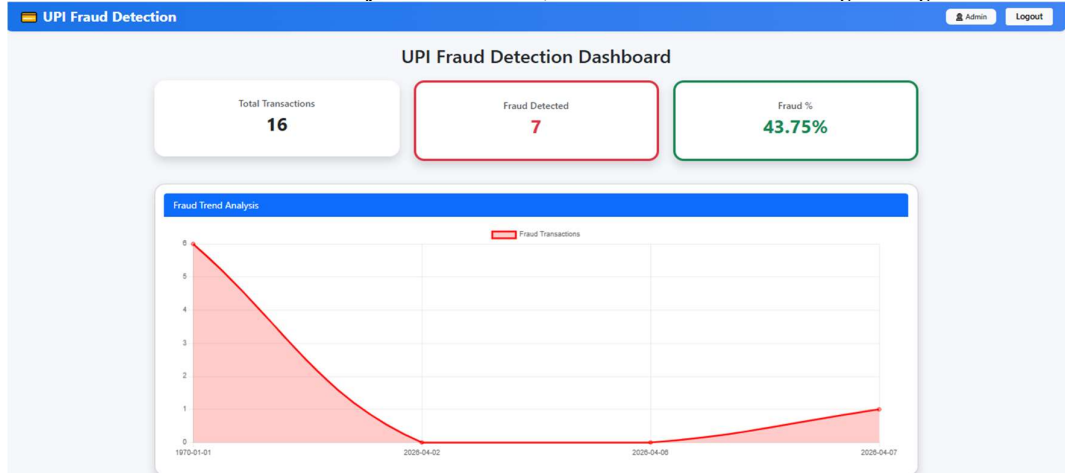 UPI Fraud Detection
Admin
Logout
UPI Fraud Detection Dashboard
Total Transactions
16
Fraud Detected
7
Fraud %
43.75%
Fraud Trend Analysis
Fraud Transactions
6
5
4
3
2
1
0
1970-01-01
2026-04-02
2026-04-06
2026-04-07